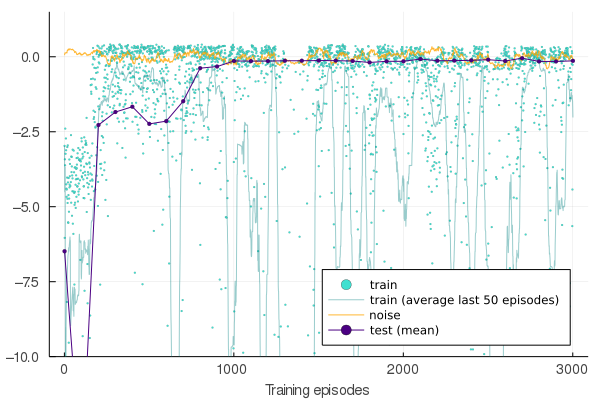 0.0
−2.5
−5.0
−7.5
−10.0
0
1000
2000
3000
Training episodes
train
train (average last 50 episodes)
noise
test (mean)